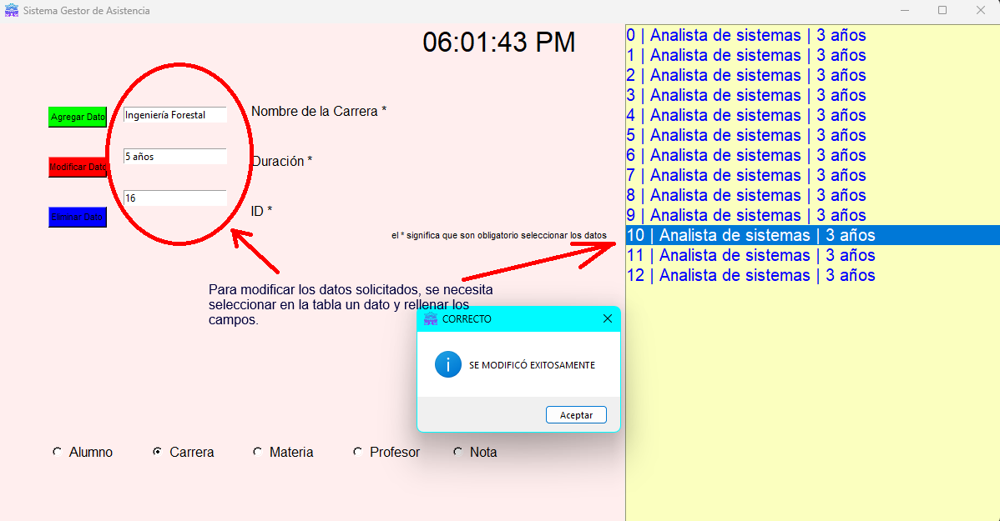 Sistema Gestor de Asistencia
06:01:43 PM
Agregar Dato
Ingeniería Forestal
Nombre de la Carrera *
Modificar Dato
5 años
Duración *
Eliminar Dato
16
ID *
el * significa que son obligatorio seleccionar los datos
Para modificar los datos solicitados, se necesita
seleccionar en la tabla un dato y rellenar los
campos.
CORRECTO
SE MODIFICÓ EXITOSAMENTE
Aceptar
Alumno
Carrera
Materia
Profesor
Nota
0 | Analista de sistemas | 3 años
1 | Analista de sistemas | 3 años
2 | Analista de sistemas | 3 años
3 | Analista de sistemas | 3 años
4 | Analista de sistemas | 3 años
5 | Analista de sistemas | 3 años
6 | Analista de sistemas | 3 años
7 | Analista de sistemas | 3 años
8 | Analista de sistemas | 3 años
9 | Analista de sistemas | 3 años
10 | Analista de sistemas | 3 años
11 | Analista de sistemas | 3 años
12 | Analista de sistemas | 3 años